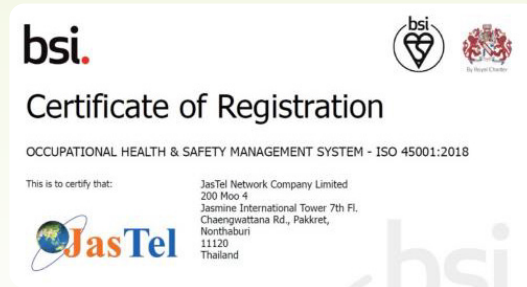 bsi.
bsi
By Royal Charter
Certificate of Registration
OCCUPATIONAL HEALTH & SAFETY MANAGEMENT SYSTEM - ISO 45001:2018
This is to certify that:
JasTel Network Company Limited
200 Moo 4
Jasmine International Tower 7th Fl.
Chaengwattana Rd., Pakkret,
Nonthaburi
11120
Thailand
JasTel
bsi